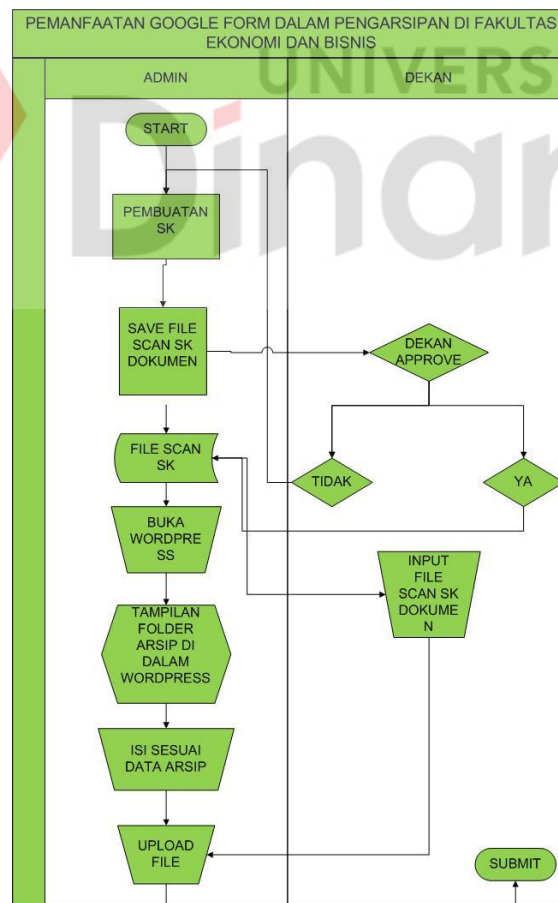 PEMANFAATAN GOOGLE FORM DALAM PENGARSIPAN DI FAKULTAS
EKONOMI DAN BISNIS
UNIVERS
Dinar
ADMIN
DEKAN
START
PEMBUATAN
SK
SAVE FILE
SCAN SK
DOKUMEN
DEKAN
APPROVE
FILE SCAN
SK
TIDAK
YA
BUKA
WORDPRE
SS
INPUT
FILE
SCAN SK
DOKUME
N
TAMPILAN
FOLDER
ARSIP DI
DALAM
WORDPRESS
ISI SESUAI
DATA ARSIP
UPLOAD
FILE
SUBMIT